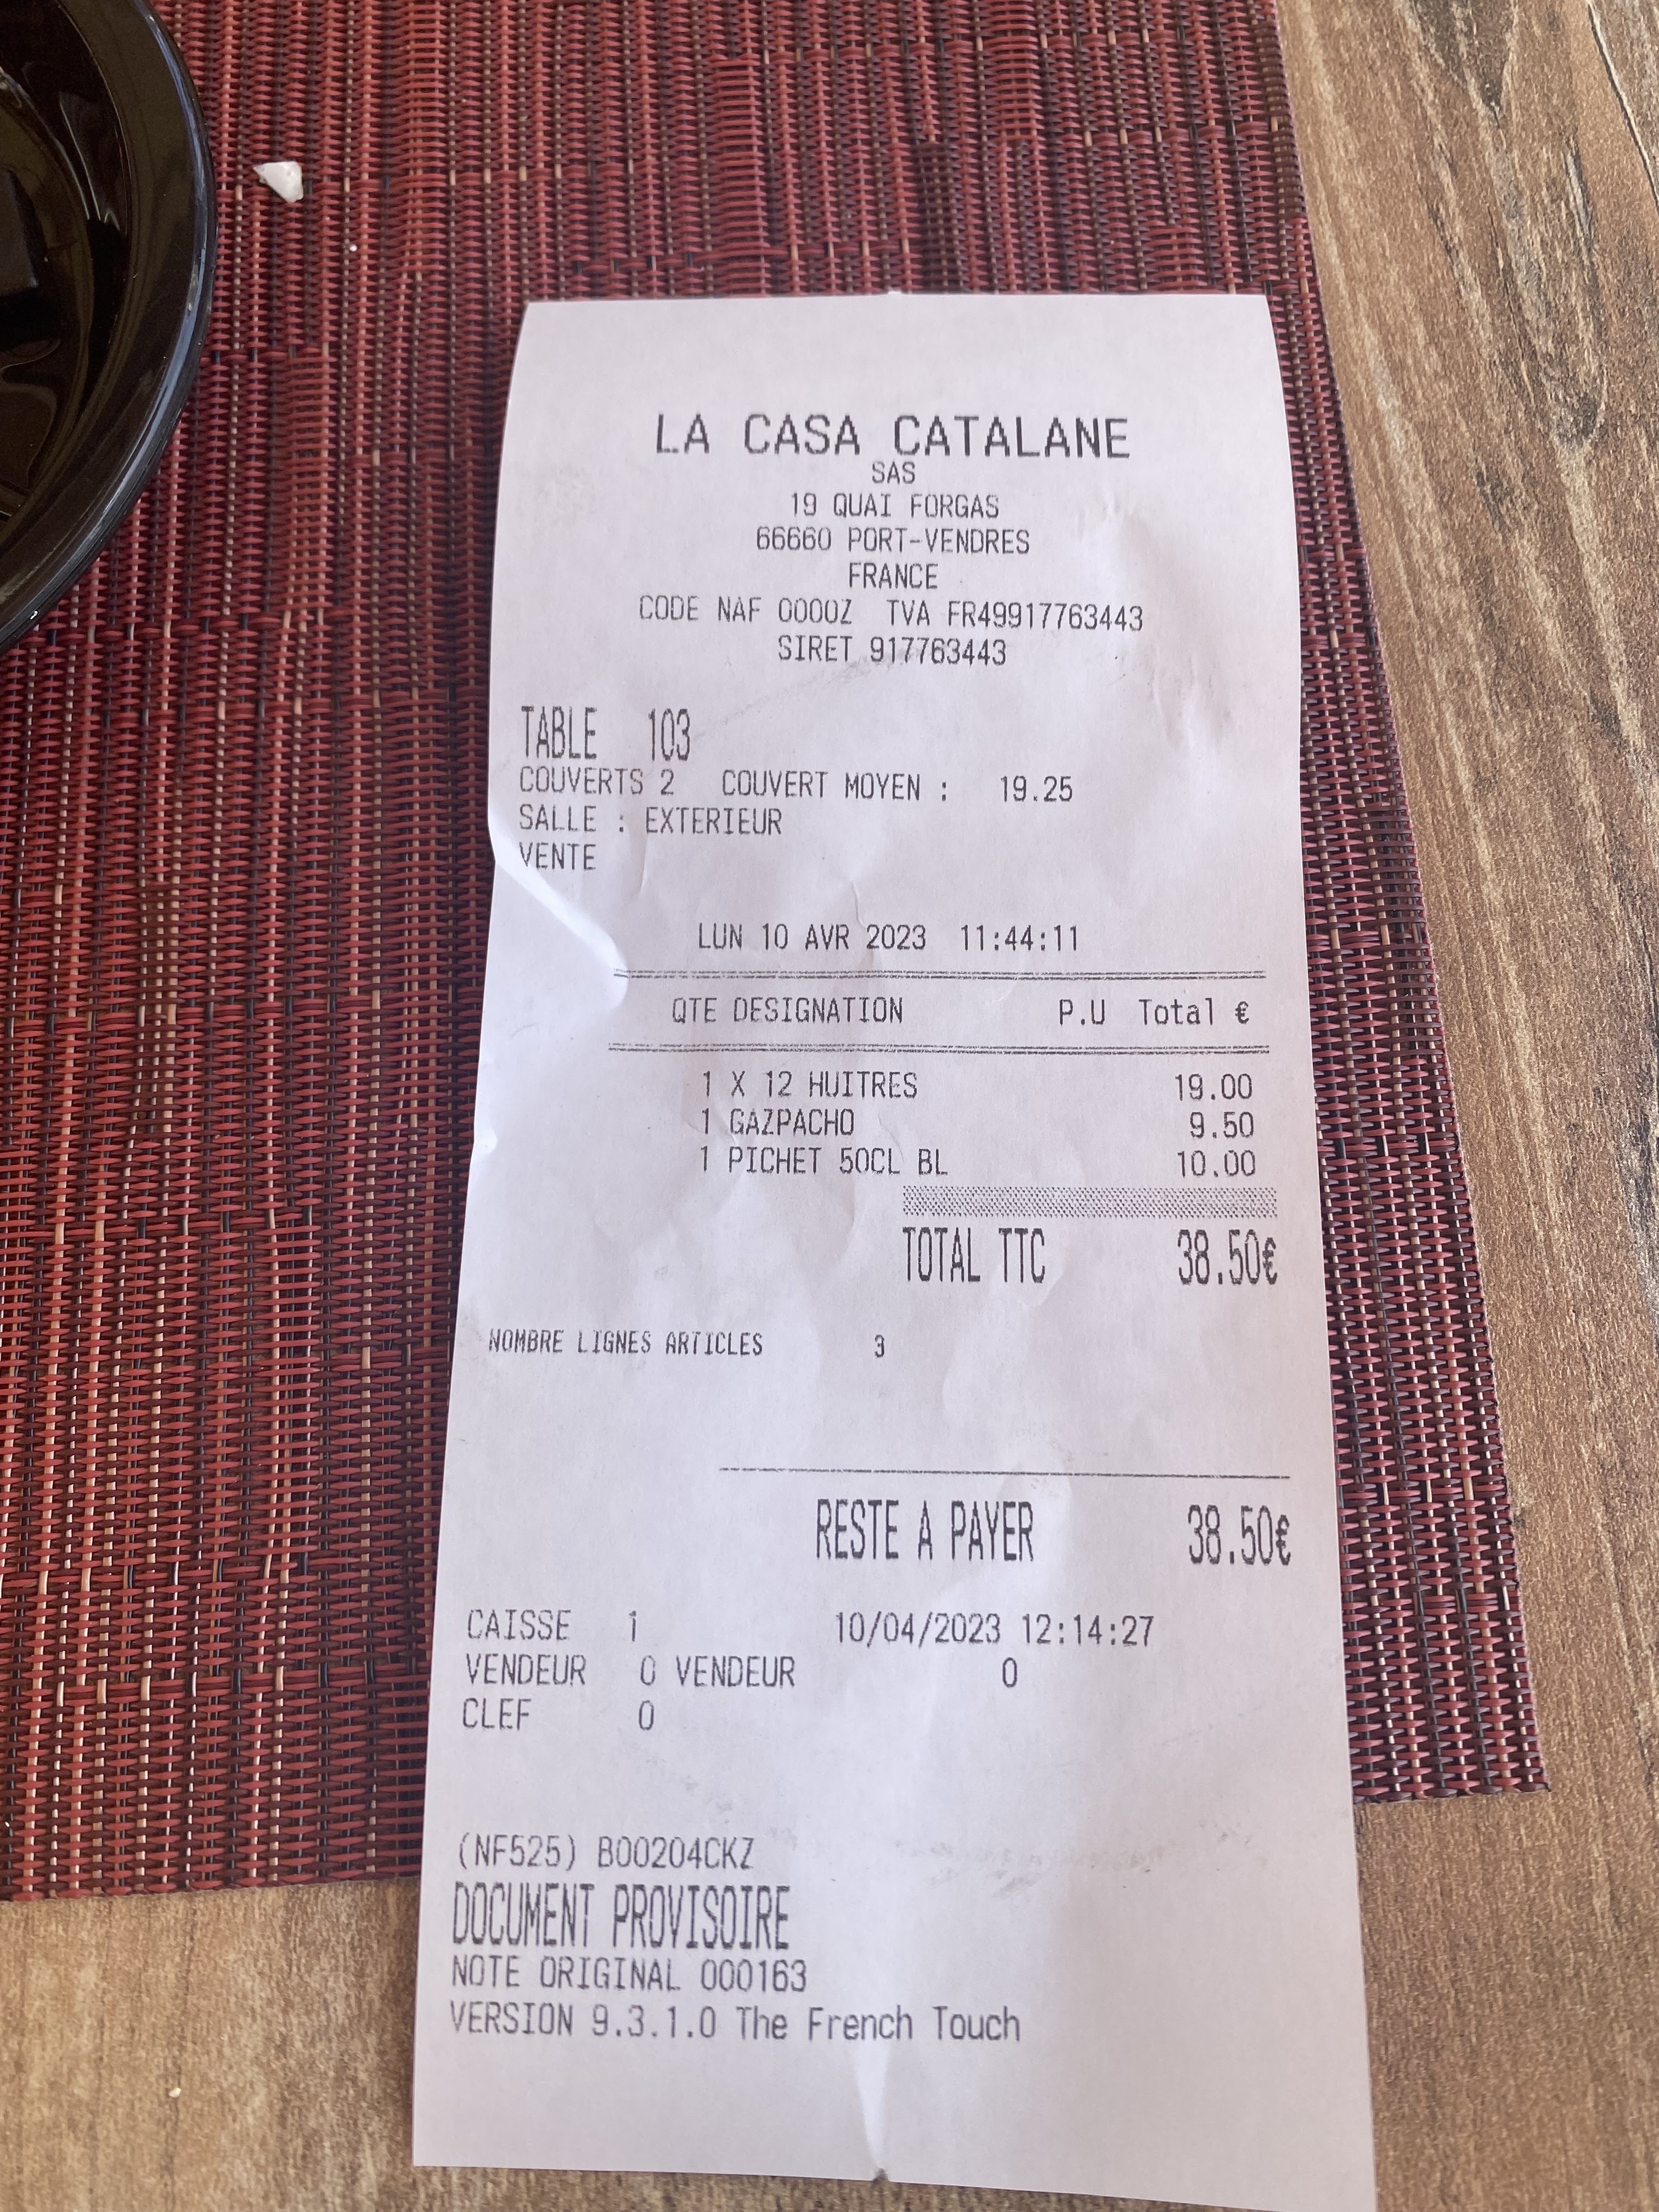 LA CASA CATALANE
SAS
19 QUAI FORGAS
66660 PORT-VENDRES
FRANCE
CODE NAF 0000Z TVA FR49917763443
SIRET 917763443
TABLE 103
COUVERTS 2 COUVERT MOYEN : 19.25
SALLE : EXTERIEUR
VENTE
LUN 10 AVR 2023 11:44:11
QTE DESIGNATION P.U Total €
1 X 12 HUITRES 19.00
1 GAZPACHO 9.50
1 PICHET 50CL BL 10.00
TOTAL TTC 38.50€
NOMBRE LIGNES ARTICLES 3
RESTE A PAYER 38.50€
CAISSE 1 10/04/2023 12:14:27
VENDEUR 0 VENDEUR 0
CLEF 0
(NF525) B00204CKZ
DOCUMENT PROVISOIRE
NOTE ORIGINAL 000163
VERSION 9.3.1.0 The French Touch